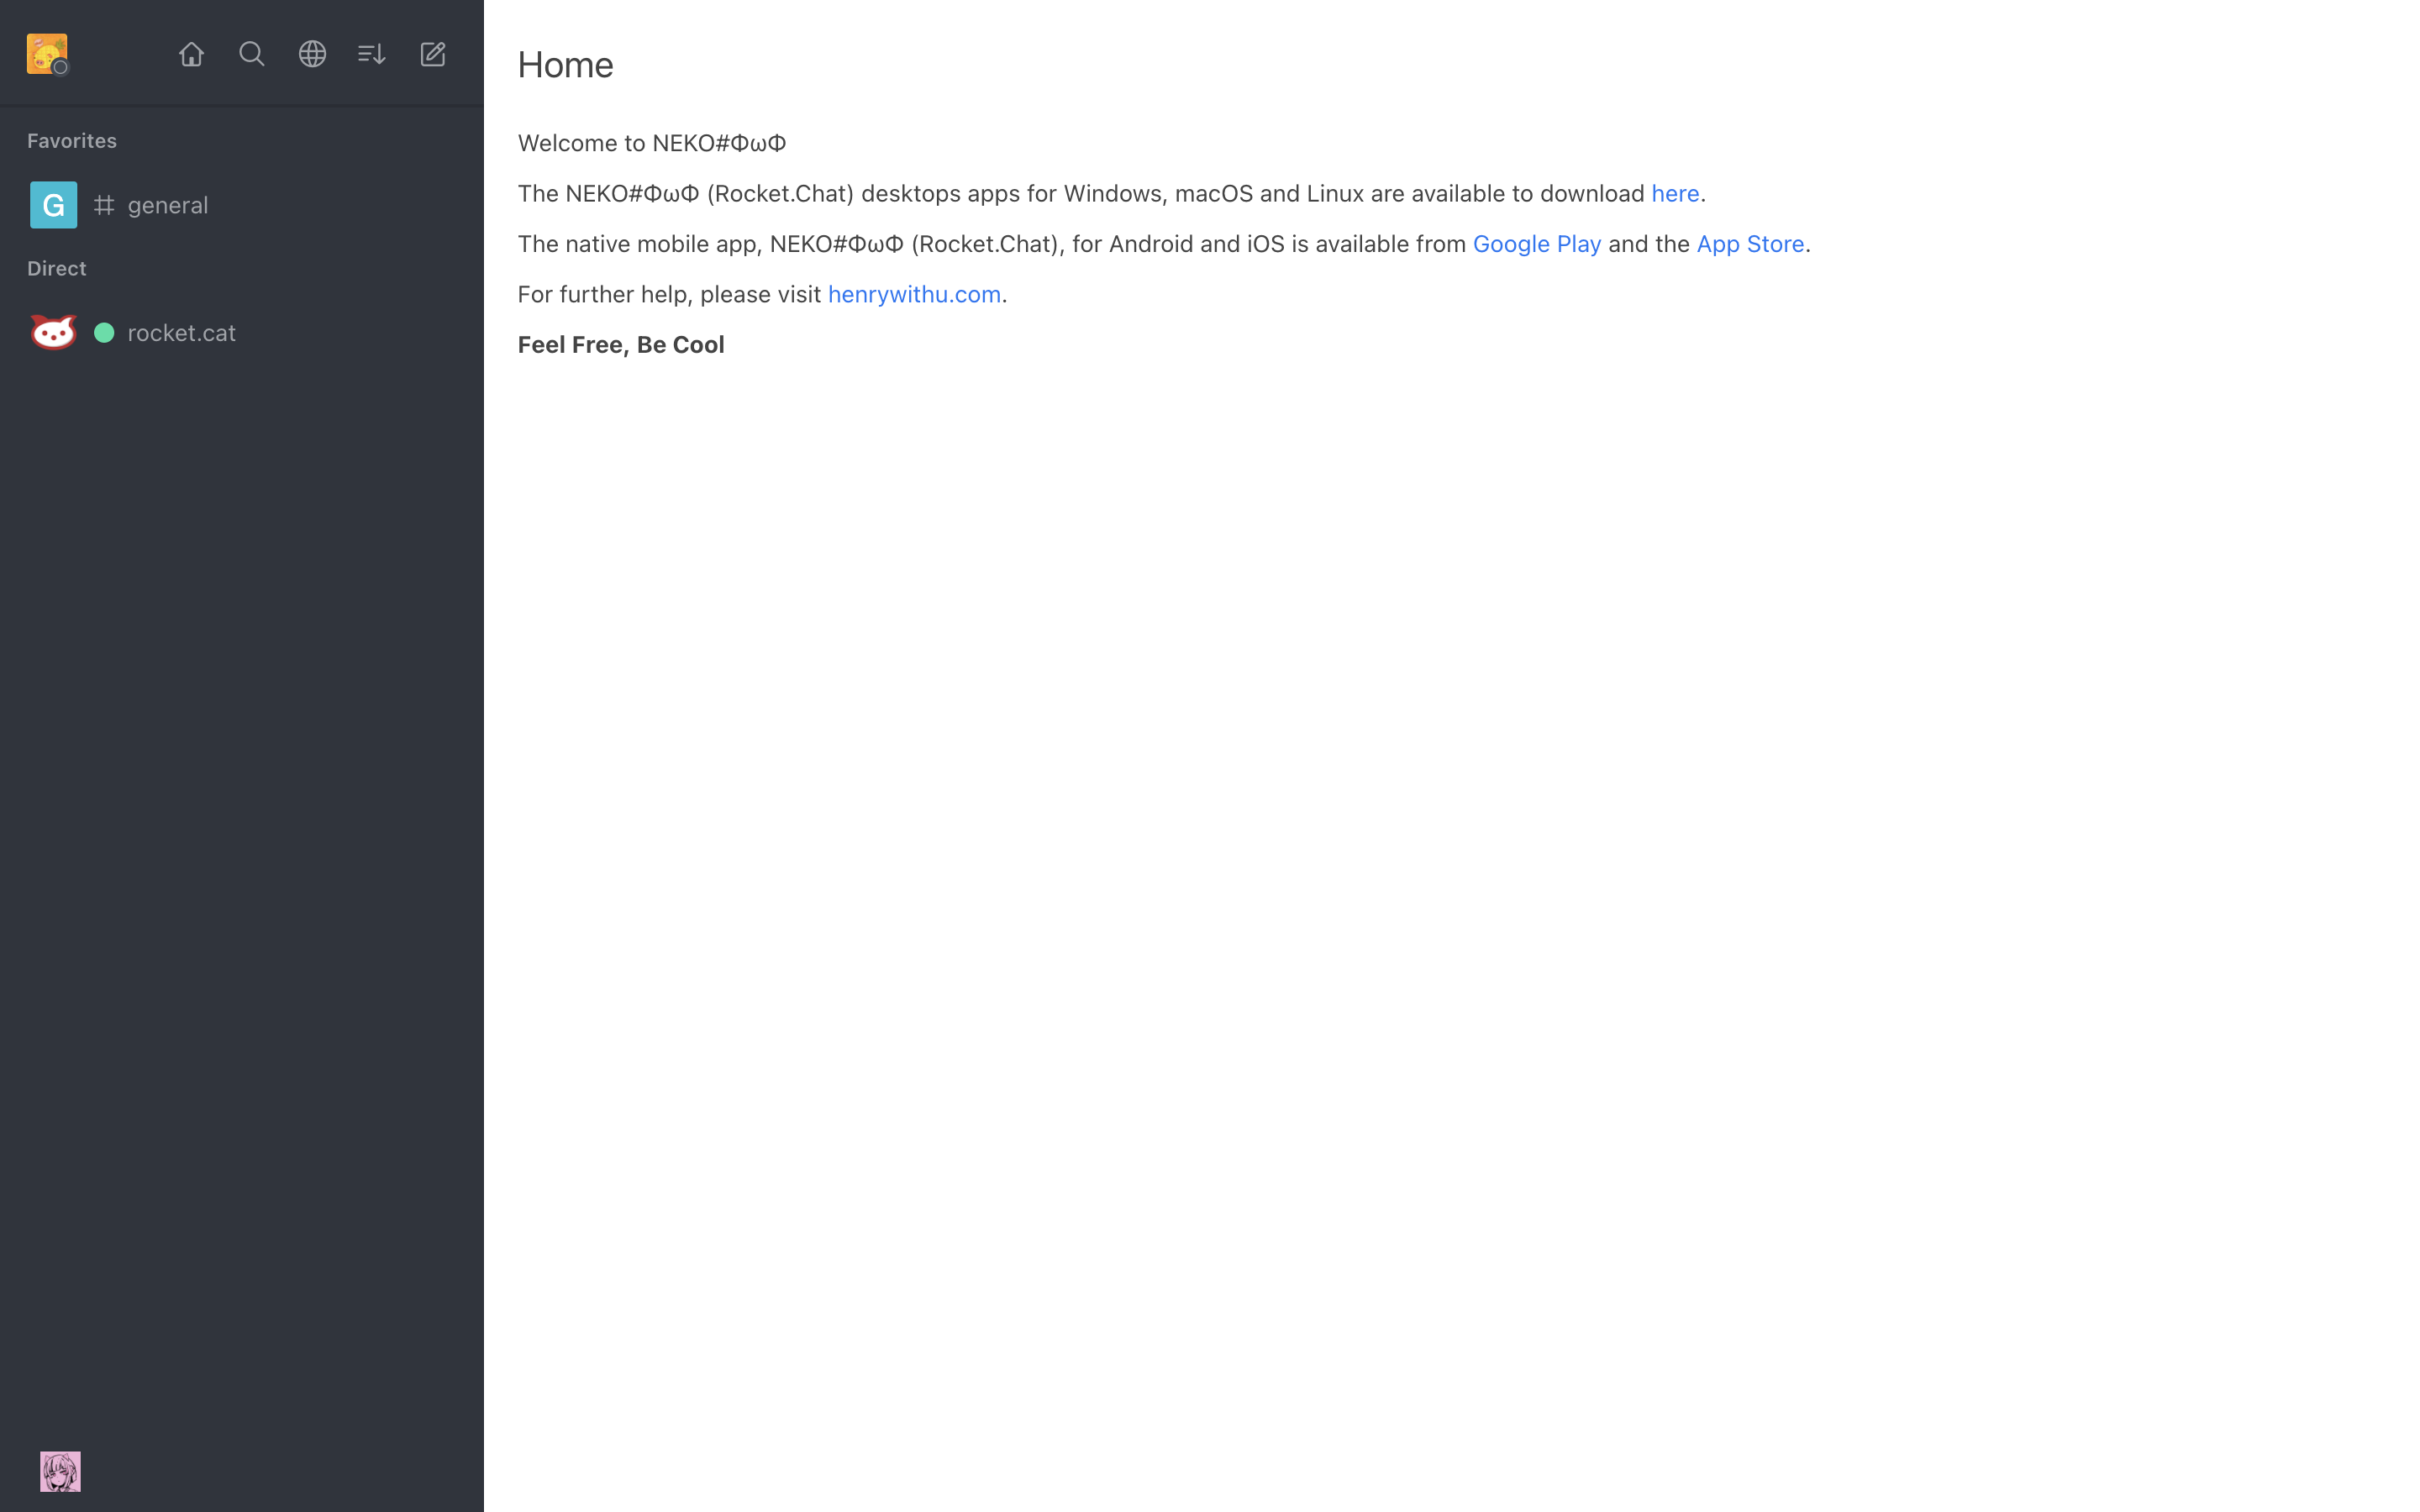 Favorites
G # general
Direct
rocket.cat
Home
Welcome to NEKO#ΦωΦ
The NEKO#ΦωΦ (Rocket.Chat) desktops apps for Windows, macOS and Linux are available to download here.
The native mobile app, NEKO#ΦωΦ (Rocket.Chat), for Android and iOS is available from Google Play and the App Store.
For further help, please visit henrywithu.com.
Feel Free, Be Cool